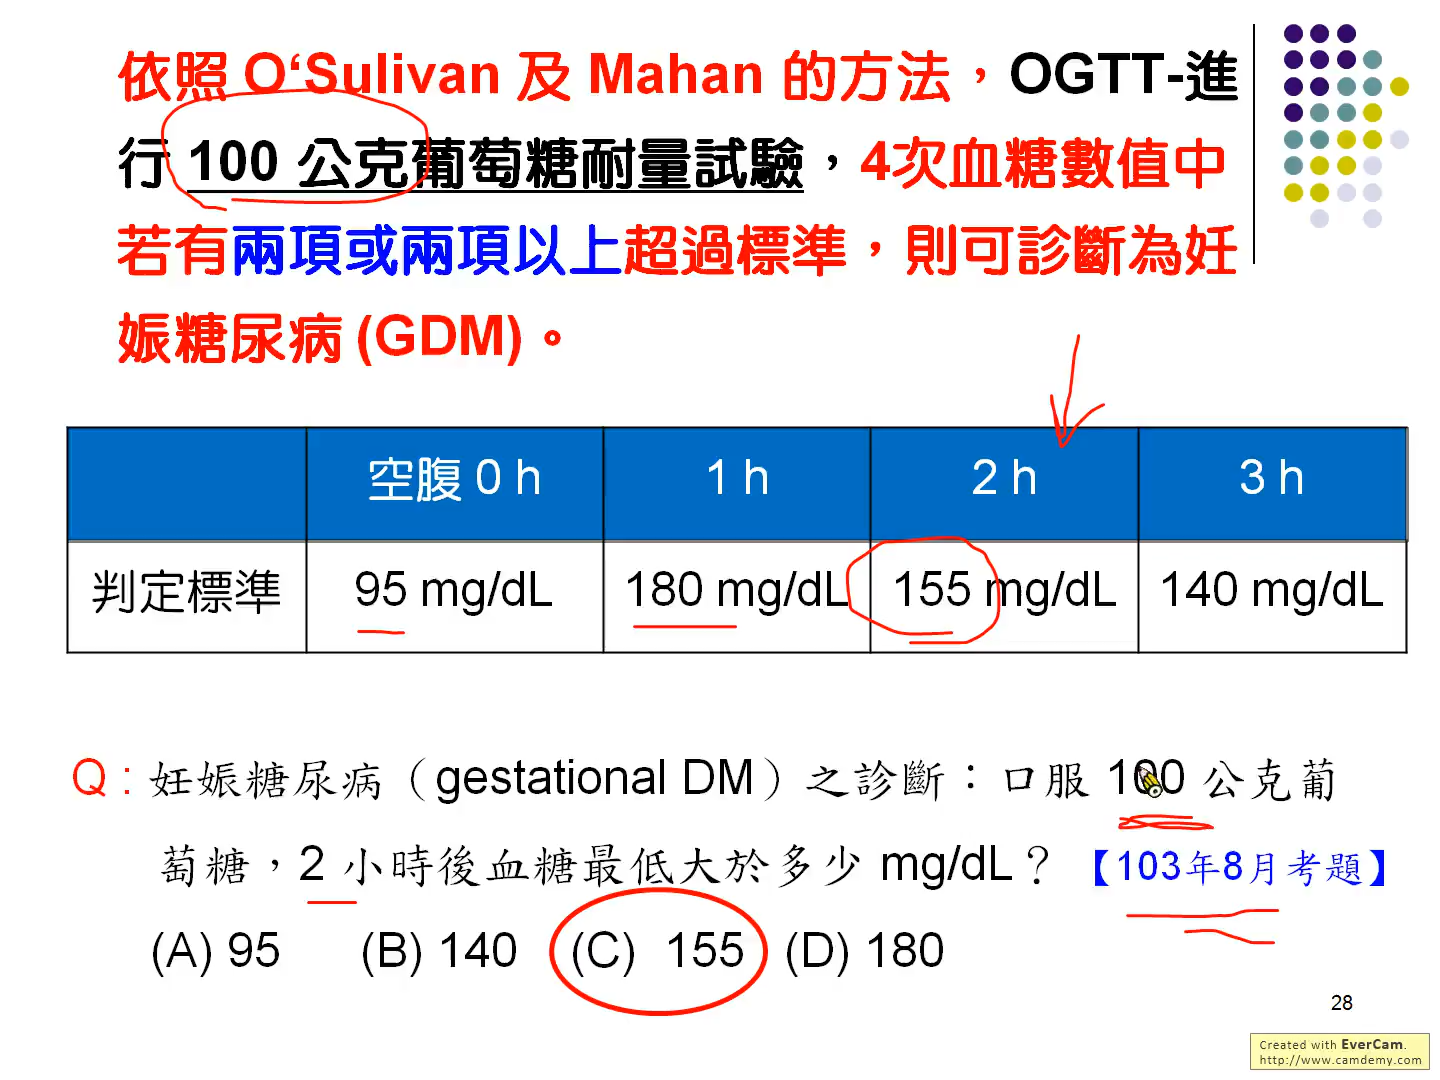 依照 O‘Sulivan 及 Mahan 的方法，OGTT-進
行 100 公克葡萄糖耐量試驗，4次血糖數值中
若有兩項或兩項以上超過標準，則可診斷為妊
娠糖尿病 (GDM)。
空腹 0 h 1 h 2 h 3 h
判定標準 95 mg/dL 180 mg/dL 155 mg/dL 140 mg/dL
Q : 妊娠糖尿病（gestational DM）之診斷：口服 100 公克葡
萄糖，2 小時後血糖最低大於多少 mg/dL？【103年8月考題】
(A) 95 (B) 140 (C) 155 (D) 180
28
Created with EverCam.
http://www.camdemy.com